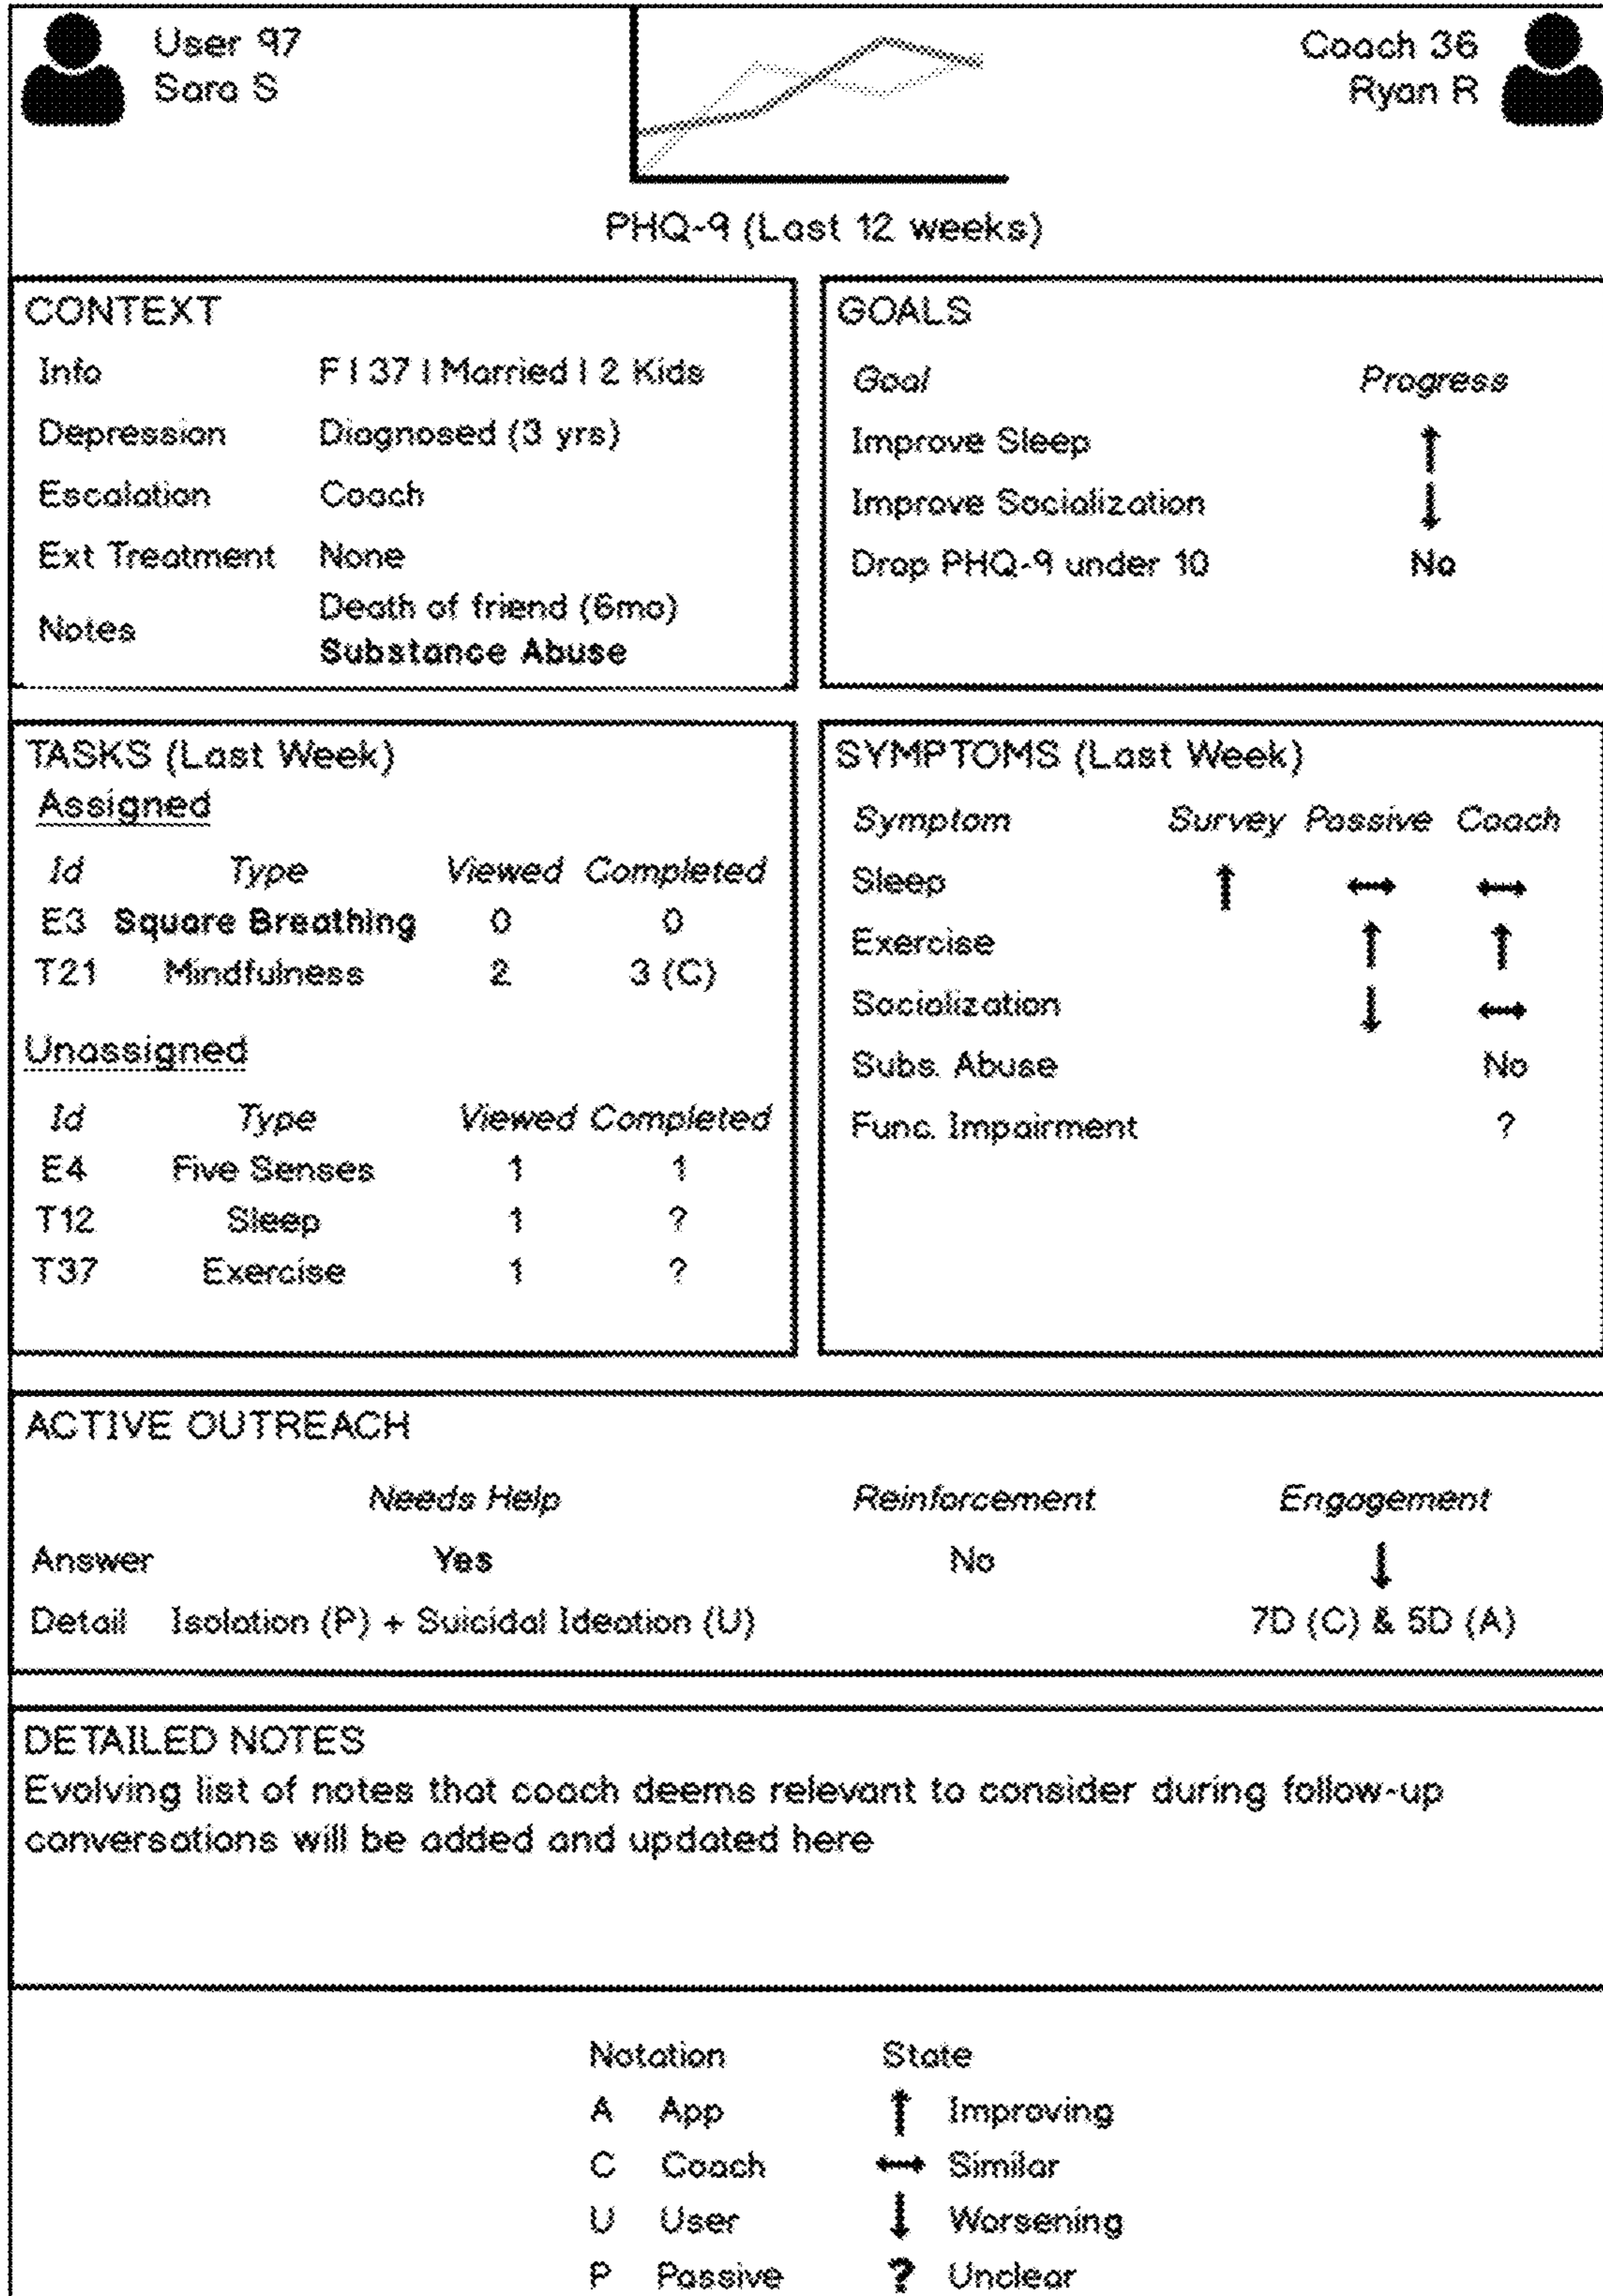 User 97
Sara S
Coach 36
Ryan R
PHQ-9 (Last 12 weeks)
CONTEXT
Info F | 37 | Married | 2 Kids
Depression Diagnosed (3 yrs)
Escalation Coach
Ext Treatment None
Notes Death of friend (6mo)
Substance Abuse
GOALS
Goal Progress
Improve Sleep ↑
Improve Socialization ↓
Drop PHQ-9 under 10 No
TASKS (Last Week)
Assigned
Id Type Viewed Completed
E3 Square Breathing 0 0
T21 Mindfulness 2 3 (C)
Unassigned
Id Type Viewed Completed
E4 Five Senses 1 1
T12 Sleep 1 ?
T37 Exercise 1 ?
SYMPTOMS (Last Week)
Symptom Survey Passive Coach
Sleep ↑ ↔ ↔
Exercise ↑ ↑
Socialization ↓ ↔
Subs. Abuse No
Func. Impairment ?
ACTIVE OUTREACH
Needs Help Reinforcement Engagement
Answer Yes No ↓
Detail Isolation (P) + Suicidal Ideation (U) 7D (C) & 5D (A)
DETAILED NOTES
Evolving list of notes that coach deems relevant to consider during follow-up
conversations will be added and updated here
Notation State
A App ↑ Improving
C Coach ↔ Similar
U User ↓ Worsening
P Passive ? Unclear